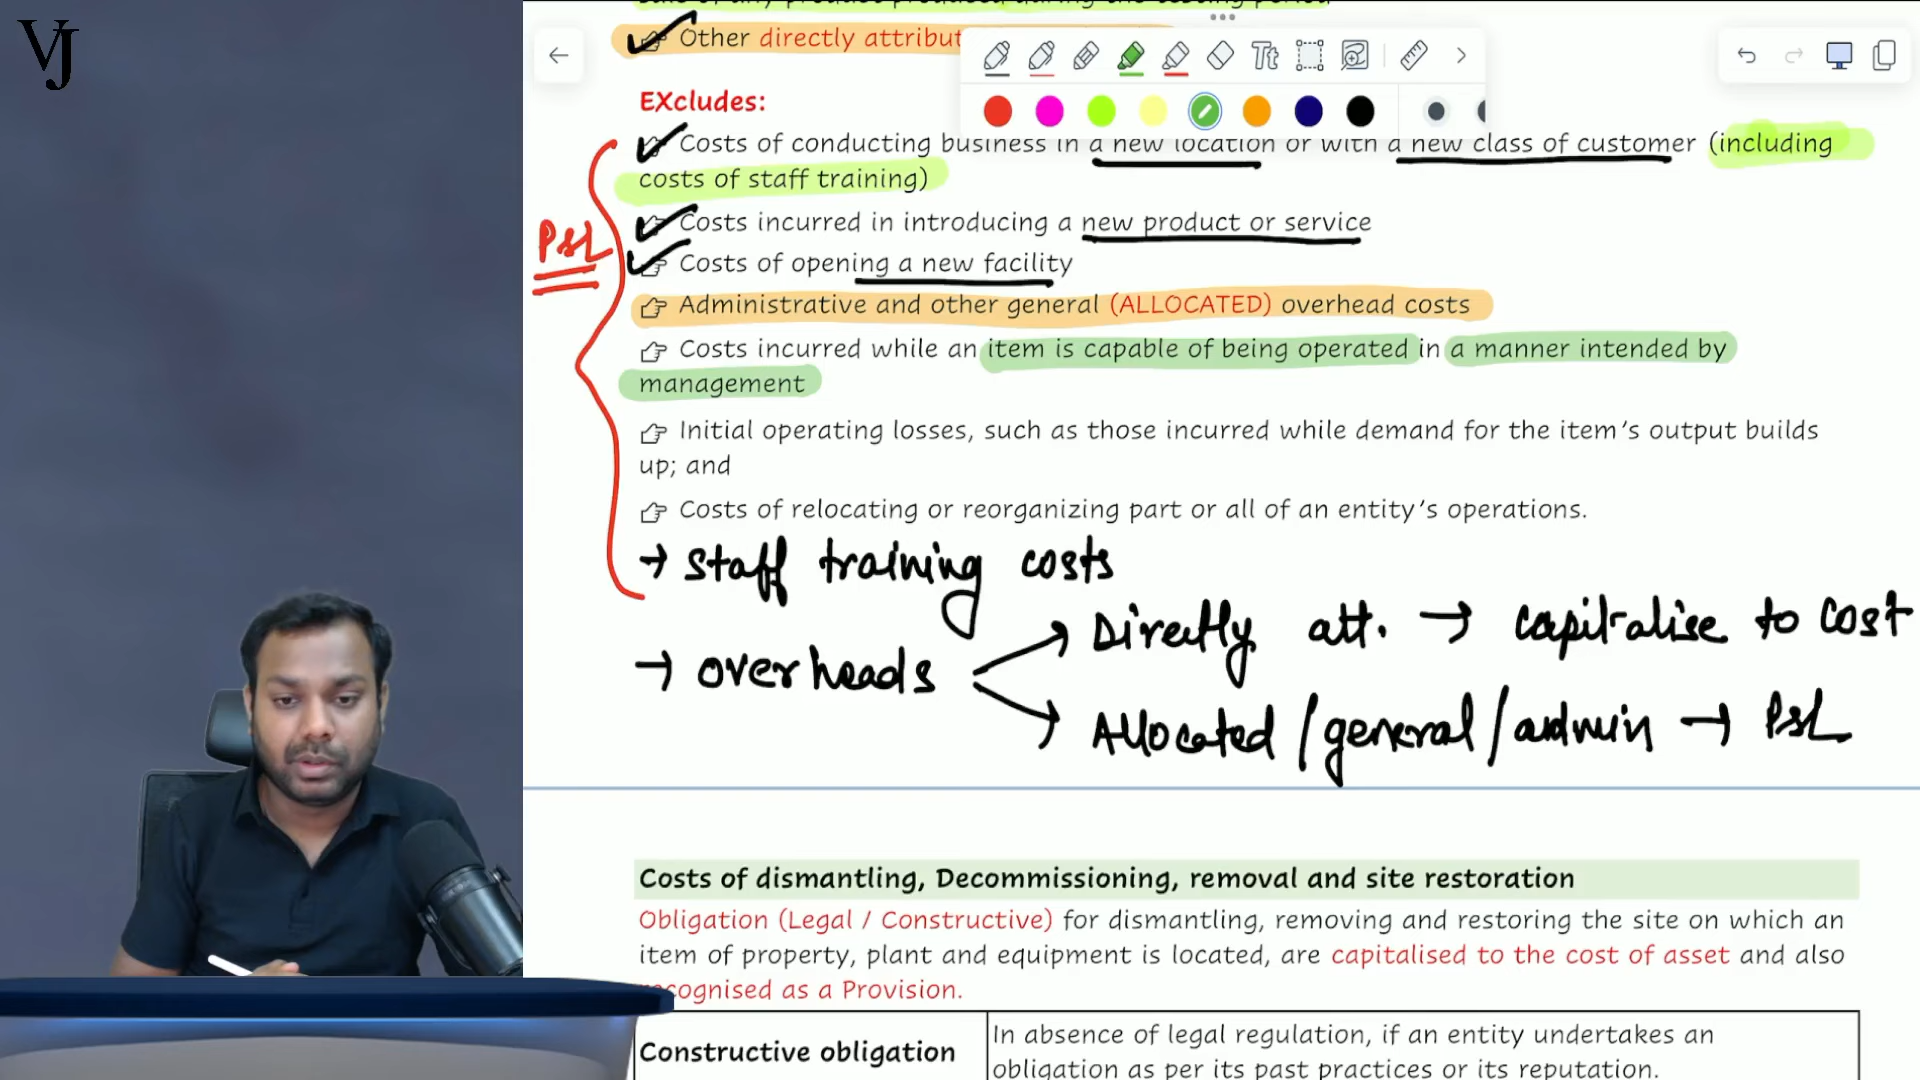 VJ
Other directly
EXcludes:
Costs of conducting business in a new location or with a new class of customer (including
costs of staff training)
Costs incurred in introducing a new product or service
Costs of opening a new facility
P&L
Administrative and other general (ALLOCATED) overhead costs
Costs incurred while an item is capable of being operated in a manner intended by
management
Initial operating losses, such as those incurred while demand for the item's output builds
up; and
Costs of relocating or reorganizing part or all of an entity's operations.
→ staff training costs
→ overheads
Directly att. → capitalise to cost
Allocated / general / admin → P&L
Costs of dismantling, Decommissioning, removal and site restoration
Obligation (Legal / Constructive) for dismantling, removing and restoring the site on which an
item of property, plant and equipment is located, are capitalised to the cost of asset and also
recognised as a Provision.
Constructive obligation
In absence of legal regulation, if an entity undertakes an
obligation as per its past practices or its reputation.